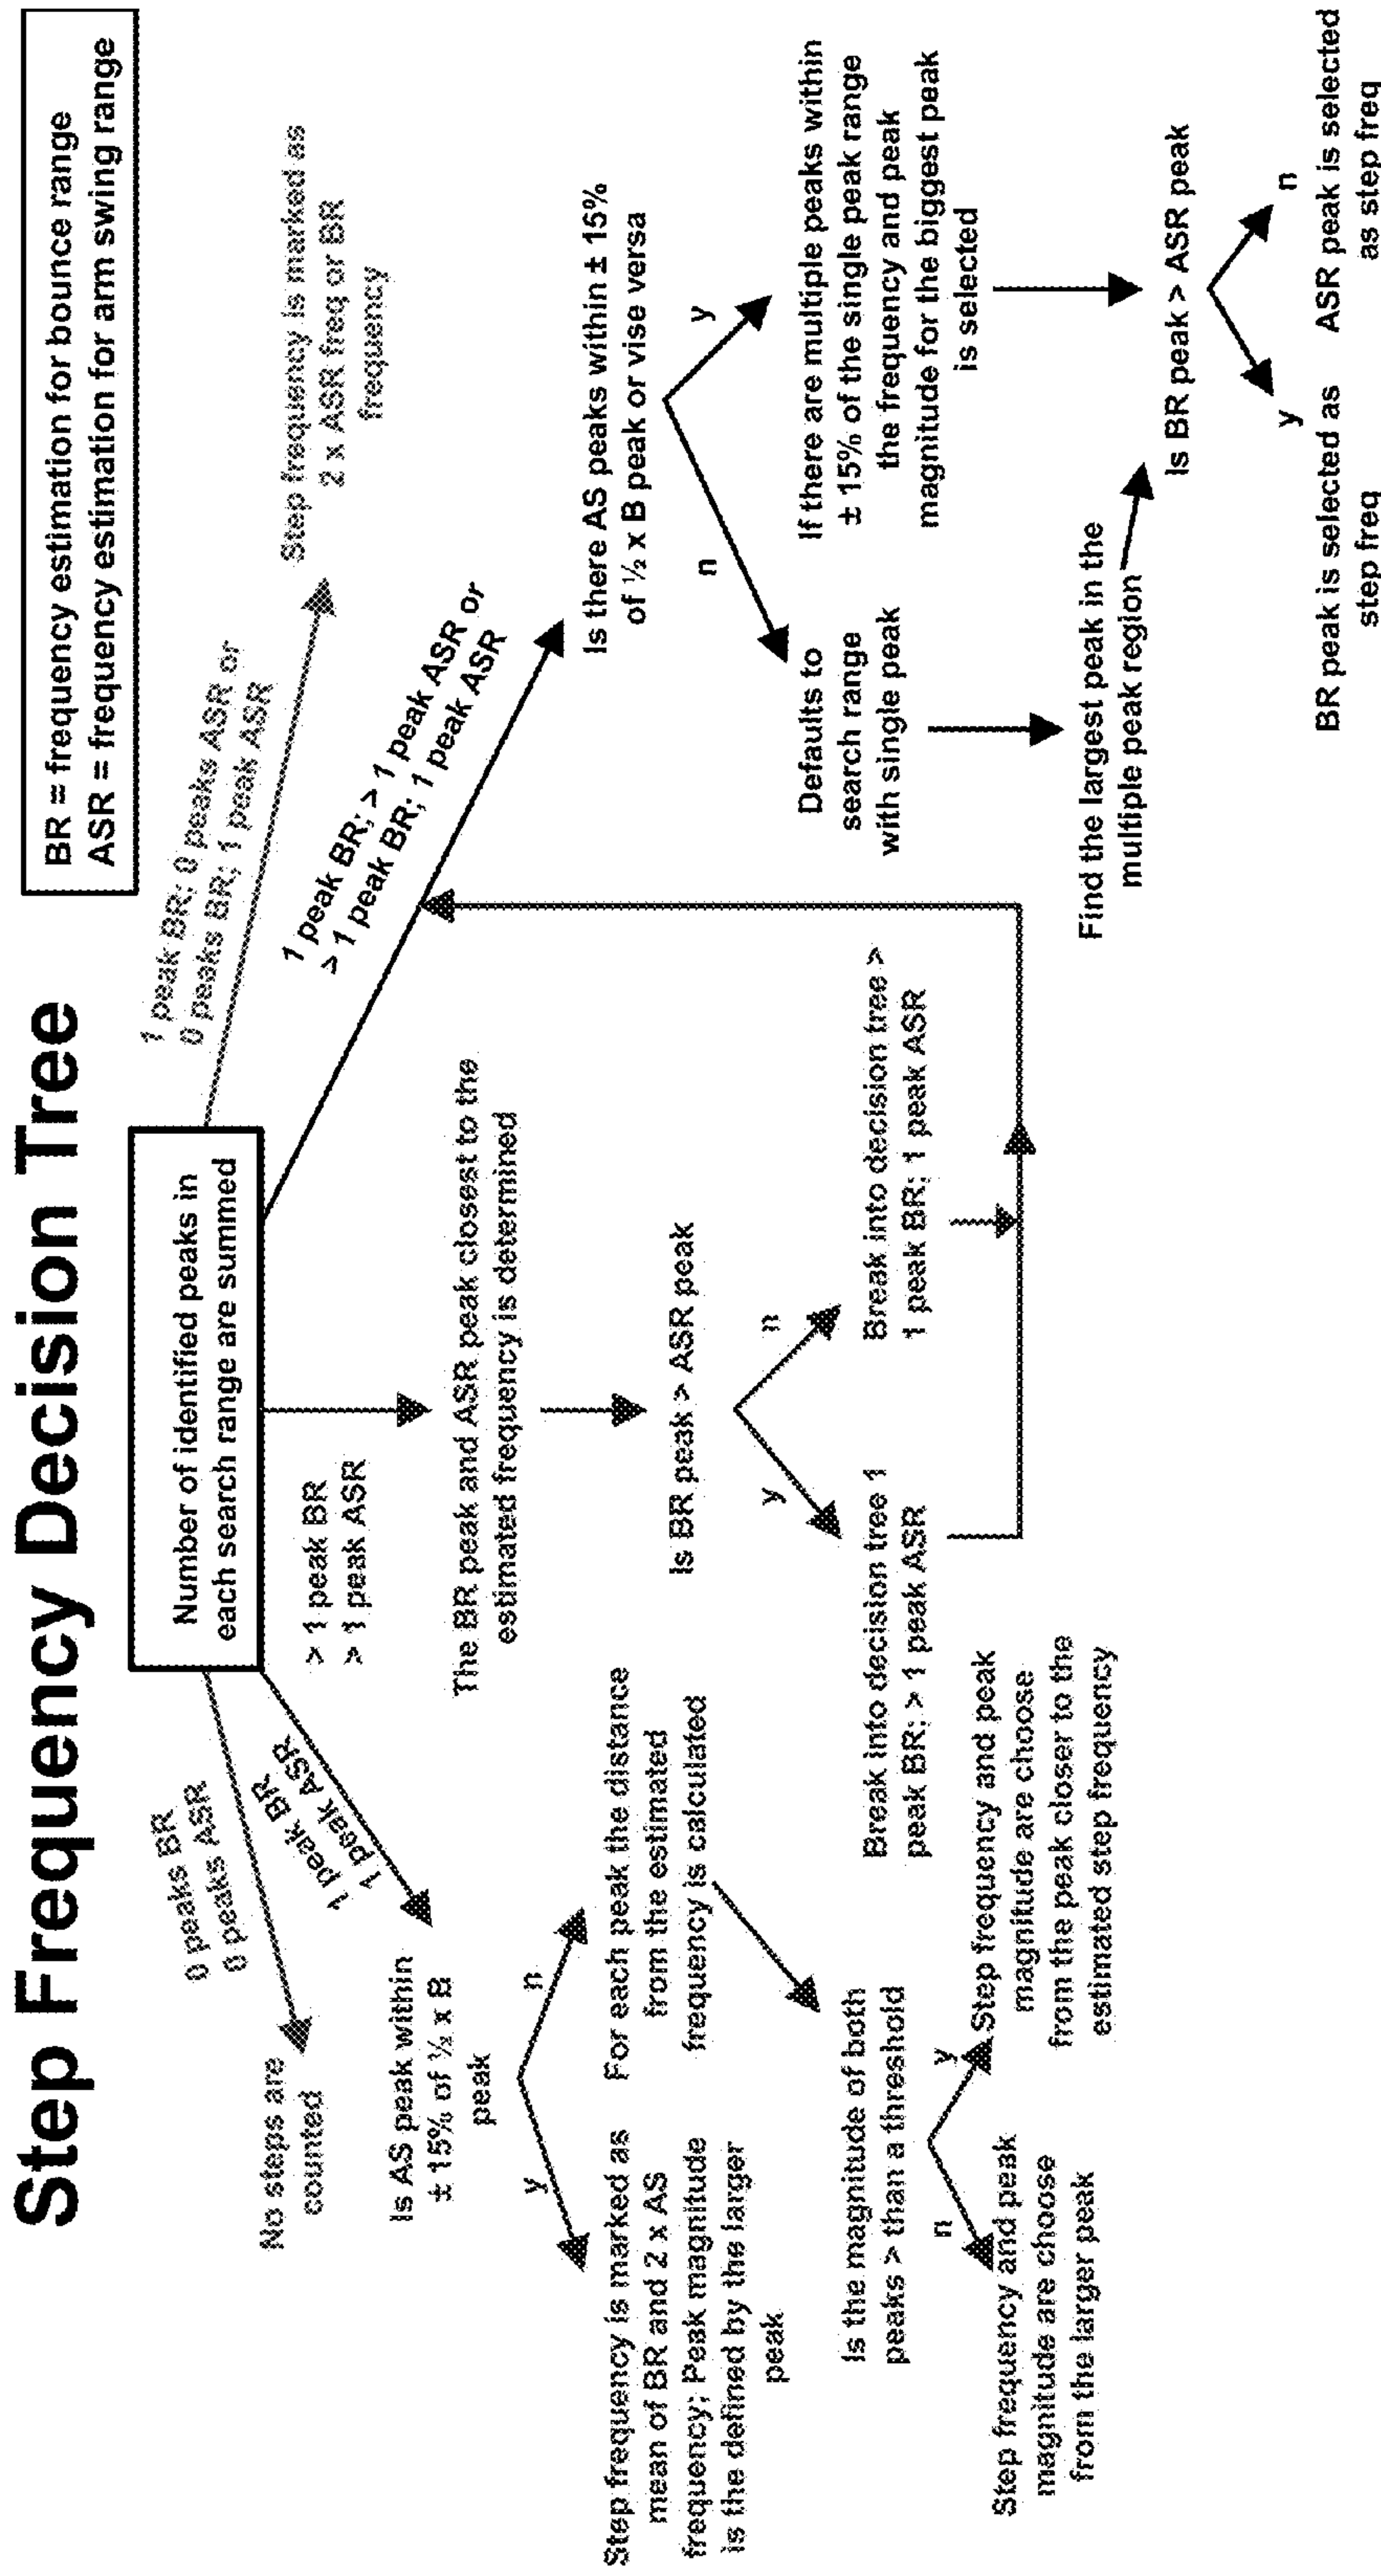 Step Frequency Decision Tree
BR = frequency estimation for bounce range
ASR = frequency estimation for arm swing range
Number of identified peaks in
each search range are summed
0 peaks BR
0 peaks ASR
No steps are
counted
1 peak BR
1 peak ASR
Is AS peak within
± 15% of ½ x B
peak
y
n
Step frequency is marked as
mean of BR and 2 x AS
frequency; Peak magnitude
is the defined by the larger
peak
For each peak the distance
from the estimated
frequency is calculated
Is the magnitude of both
peaks > than a threshold
n
y
Step frequency and peak
magnitude are choose
from the larger peak
Step frequency and peak
magnitude are choose
from the peak closer to the
estimated step frequency
> 1 peak BR
> 1 peak ASR
The BR peak and ASR peak closest to the
estimated frequency is determined
Is BR peak > ASR peak
y
n
Break into decision tree 1
peak BR; > 1 peak ASR
Break into decision tree >
1 peak BR; 1 peak ASR
1 peak BR; > 1 peak ASR or
> 1 peak BR; 1 peak ASR
Is there AS peaks within ± 15%
of ½ x B peak or vise versa
n
y
Defaults to
search range
with single peak
If there are multiple peaks within
± 15% of the single peak range
the frequency and peak
magnitude for the biggest peak
is selected
Find the largest peak in the
multiple peak region
Is BR peak > ASR peak
y
n
BR peak is selected as
step freq
ASR peak is selected
as step freq
1 peak BR; 0 peaks ASR or
0 peaks BR; 1 peak ASR
Step frequency is marked as
2 x ASR freq or BR
frequency